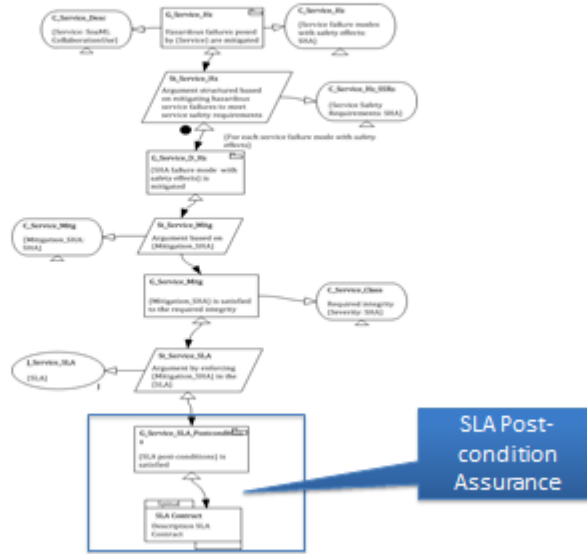 C_Service_Desc
{Service: SoaML
CollaborationUse}
G_Service_Hz
Hazardous failures posed
by {Service} are mitigated
C_Service_Hz
{Service failure modes
with safety effects:
SHA}
St_Service_Hz
Argument structured based
on mitigating hazardous
service failures to meet
service safety requirements
C_Service_Hz_SSRs
{Service Safety
Requirements: SHA}
{For each service failure mode with safety
effects}
G_Service_D_Hz
{SHA failure mode with
safety effects} is
mitigated
C_Service_Mitg
{Mitigation_SHA:
SHA}
St_Service_Mitg
Argument based on
{Mitigation_SHA}
G_Service_Mitg
{Mitigation_SHA} is satisfied
to the required integrity
C_Service_Class
Required integrity
{Severity: SHA}
J_Service_SLA
{SLA}
J
St_Service_SLA
Argument by enforcing
{Mitigation_SHA} in the
{SLA}
G_Service_SLA_Postcondition
s
{SLA post-conditions} is
satisfied
SLA Contract
Description SLA
Contract
SLA Post-
condition
Assurance